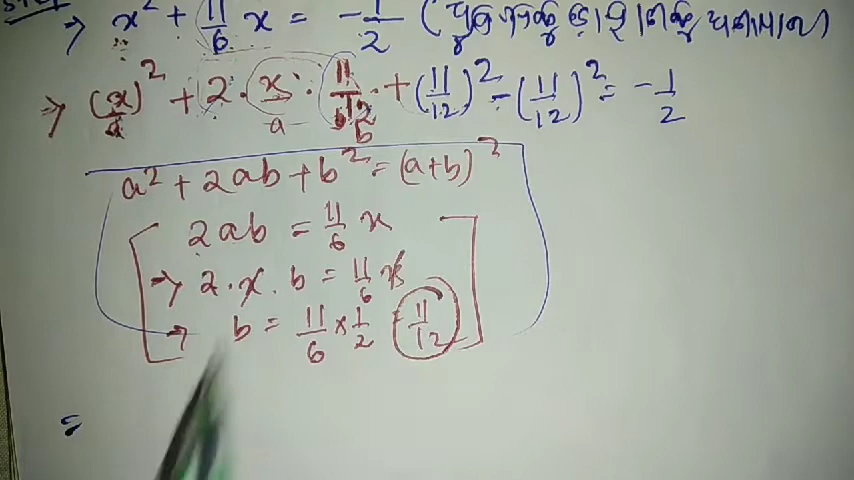 ⇒ x² + 11/6 x = -1/2 (
⇒ (x)² + 2 · x · 11/12 + (11/12)² - (11/12)² = -1/2
a b
a² + 2ab + b² = (a+b)²
2ab = 11/6 x
→ 2 · x · b = 11/6 x
→ b = 11/6 × 1/2 = 11/12
=